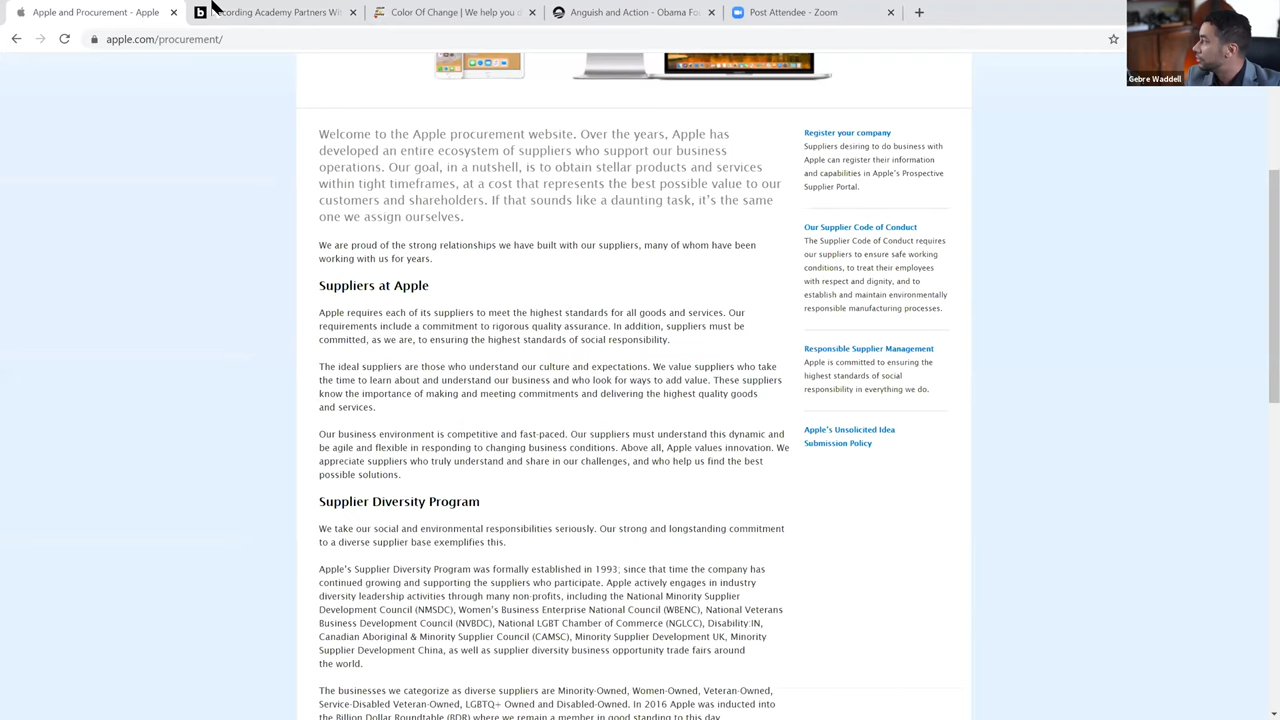 Apple and Procurement - Apple
cording Academy Partners Wit
Color Of Change | We help you d
Anguish and Action - Obama Fo
Post Attendee - Zoom
apple.com/procurement/
Gebre Waddell
Welcome to the Apple procurement website. Over the years, Apple has
developed an entire ecosystem of suppliers who support our business
operations. Our goal, in a nutshell, is to obtain stellar products and services
within tight timeframes, at a cost that represents the best possible value to our
customers and shareholders. If that sounds like a daunting task, it's the same
one we assign ourselves.
We are proud of the strong relationships we have built with our suppliers, many of whom have been
working with us for years.
Suppliers at Apple
Apple requires each of its suppliers to meet the highest standards for all goods and services. Our
requirements include a commitment to rigorous quality assurance. In addition, suppliers must be
committed, as we are, to ensuring the highest standards of social responsibility.
The ideal suppliers are those who understand our culture and expectations. We value suppliers who take
the time to learn about and understand our business and who look for ways to add value. These suppliers
know the importance of making and meeting commitments and delivering the highest quality goods
and services.
Our business environment is competitive and fast-paced. Our suppliers must understand this dynamic and
be agile and flexible in responding to changing business conditions. Above all, Apple values innovation. We
appreciate suppliers who truly understand and share in our challenges, and who help us find the best
possible solutions.
Supplier Diversity Program
We take our social and environmental responsibilities seriously. Our strong and longstanding commitment
to a diverse supplier base exemplifies this.
Apple's Supplier Diversity Program was formally established in 1993; since that time the company has
continued growing and supporting the suppliers who participate. Apple actively engages in industry
diversity leadership activities through many non-profits, including the National Minority Supplier
Development Council (NMSDC), Women's Business Enterprise National Council (WBENC), National Veterans
Business Development Council (NVBDC), National LGBT Chamber of Commerce (NGLCC), Disability:IN,
Canadian Aboriginal & Minority Supplier Council (CAMSC), Minority Supplier Development UK, Minority
Supplier Development China, as well as supplier diversity business opportunity trade fairs around
the world.
The businesses we categorize as diverse suppliers are Minority-Owned, Women-Owned, Veteran-Owned,
Service-Disabled Veteran-Owned, LGBTQ+ Owned and Disabled-Owned. In 2016 Apple was inducted into
the Billion Dollar Roundtable (BDR) where we remain a member in good standing to this day.
Register your company
Suppliers desiring to do business with
Apple can register their information
and capabilities in Apple's Prospective
Supplier Portal.
Our Supplier Code of Conduct
The Supplier Code of Conduct requires
our suppliers to ensure safe working
conditions, to treat their employees
with respect and dignity, and to
establish and maintain environmentally
responsible manufacturing processes.
Responsible Supplier Management
Apple is committed to ensuring the
highest standards of social
responsibility in everything we do.
Apple's Unsolicited Idea
Submission Policy